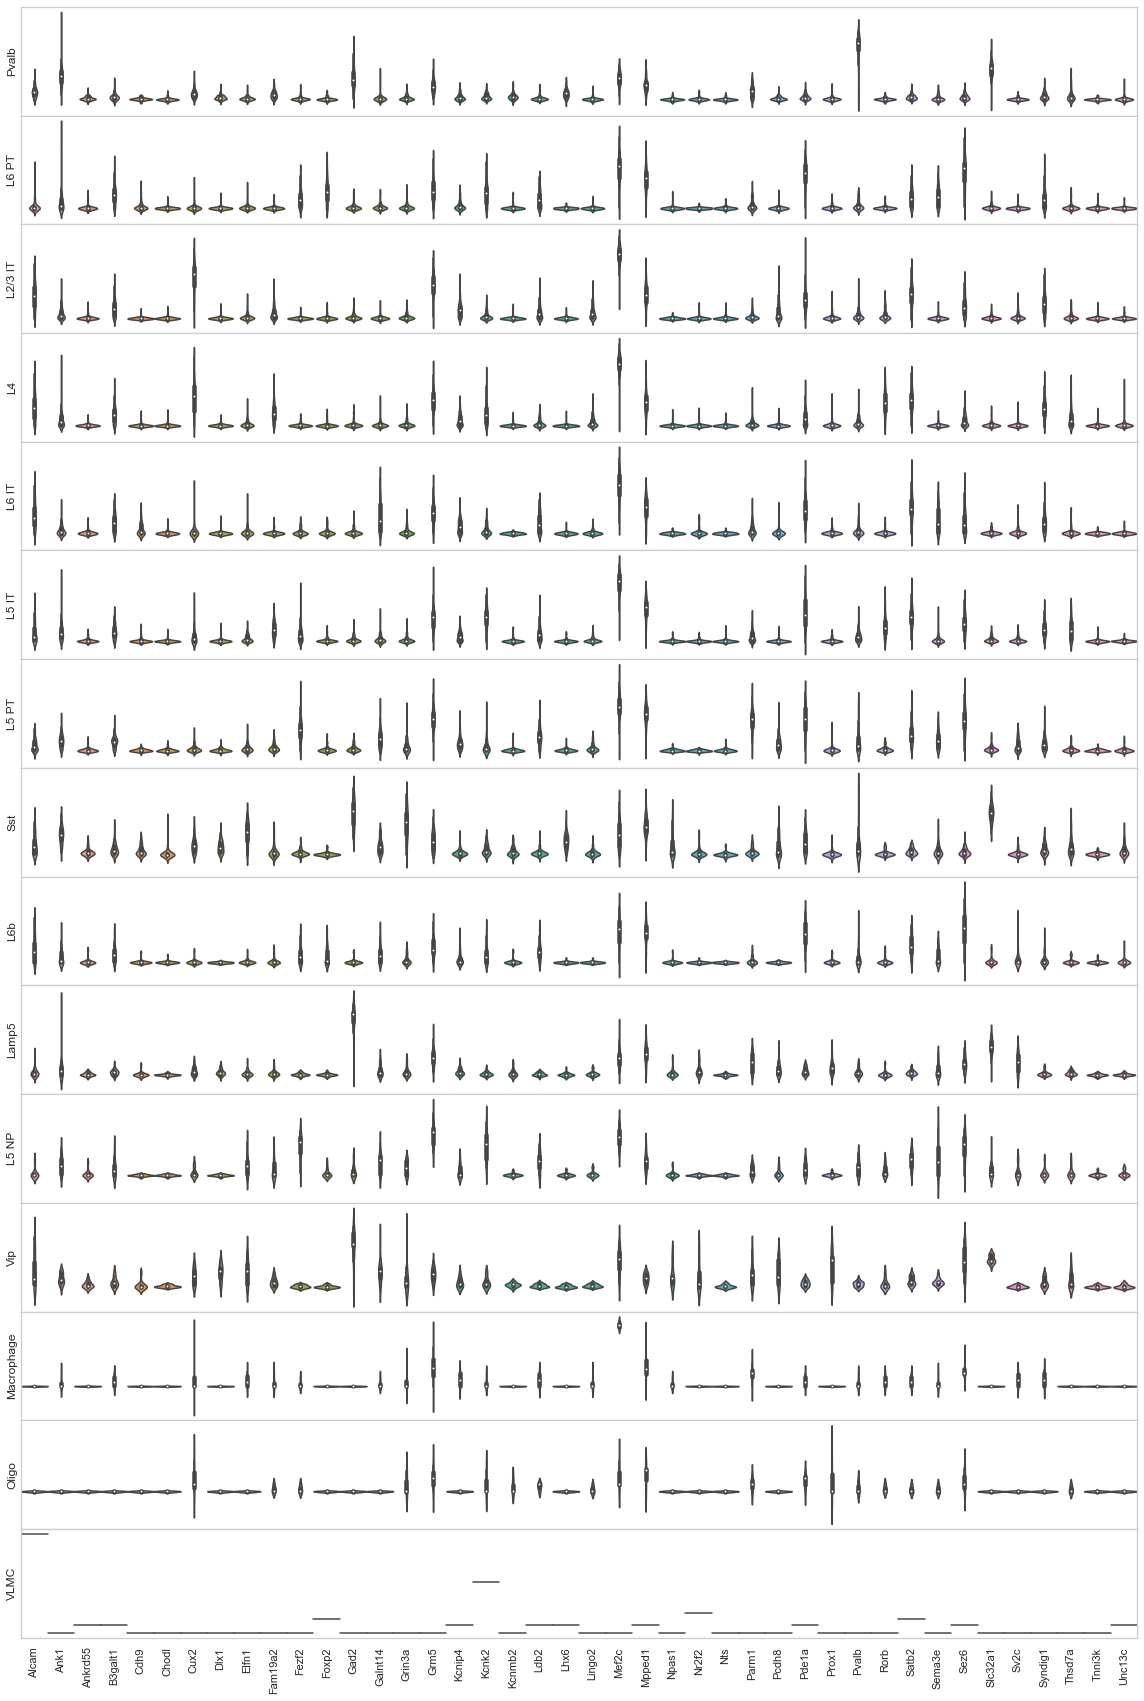 Pvalb
L6 PT
L2/3 IT
L4
L6 IT
L5 IT
L5 PT
Sst
L6b
Lamp5
L5 NP
Vip
Macrophage
Oligo
VLMC
Alcam
Ank1
Ankrd55
B3galt1
Cdh9
Chodl
Cux2
Dlx1
Elfn1
Fam19a2
Fezf2
Foxp2
Gad2
Galnt14
Grin3a
Grm5
Kcnip4
Kcnk2
Kcnmb2
Ldb2
Lhx6
Lingo2
Mef2c
Mpped1
Npas1
Nr2f2
Nts
Parm1
Pcdh8
Pde1a
Prox1
Pvalb
Rorb
Satb2
Sema3e
Sez6
Slc32a1
Sv2c
Syndig1
Thsd7a
Tnni3k
Unc13c